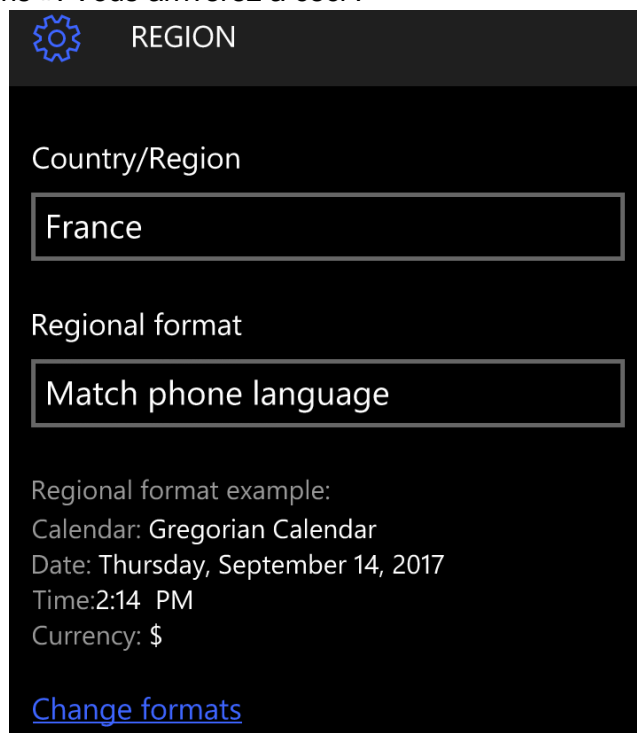 REGION
Country/Region
France
Regional format
Match phone language
Regional format example:
Calendar: Gregorian Calendar
Date: Thursday, September 14, 2017
Time:2:14 PM
Currency: $
Change formats